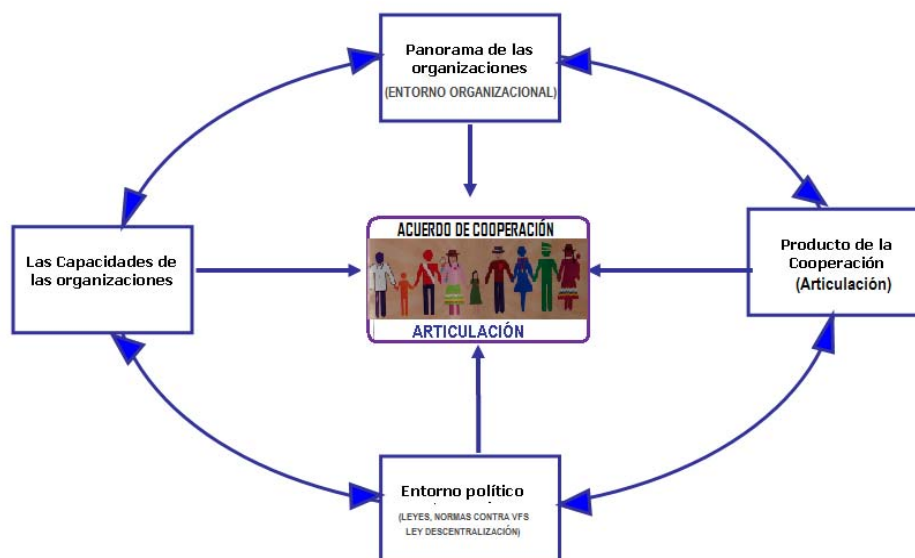 Panorama de las
organizaciones
(ENTORNO ORGANIZACIONAL)
ACUERDO DE COOPERACIÓN
ARTICULACIÓN
Las Capacidades de
las organizaciones
Producto de la
Cooperación
(Articulación)
Entorno político
(LEYES, NORMAS CONTRA VFS
LEY DESCENTRALIZACIÓN)